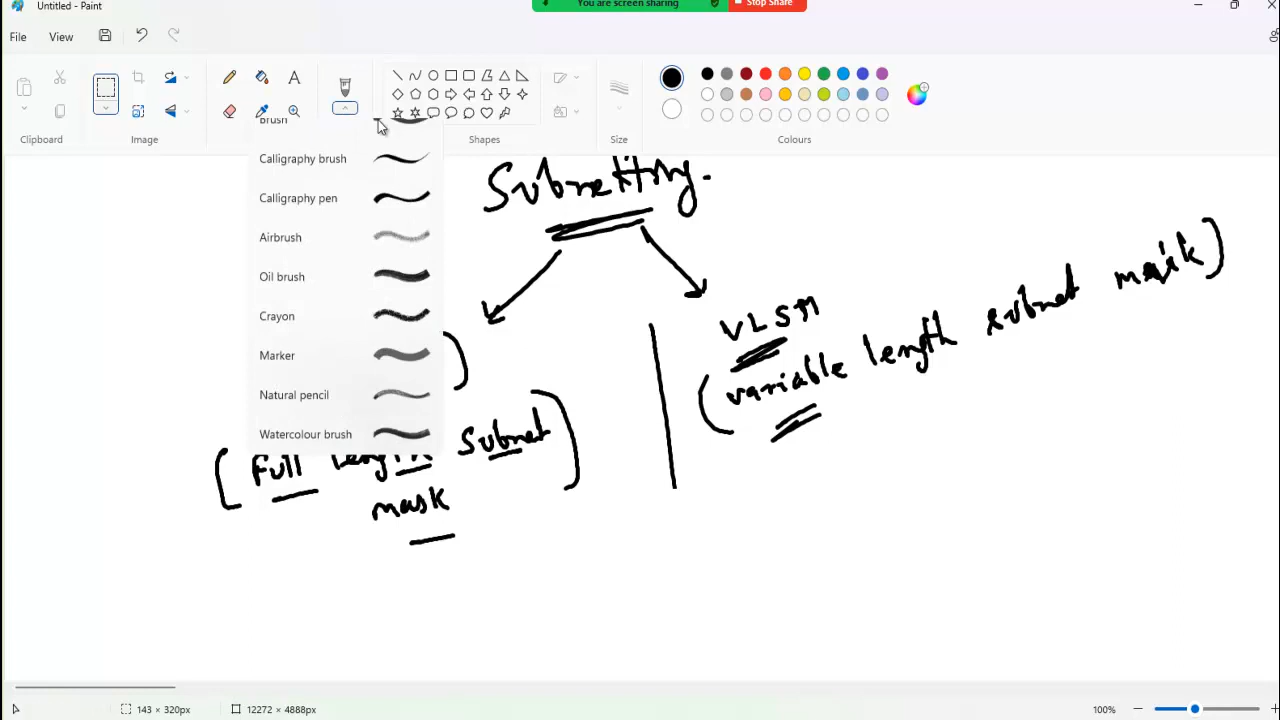 Untitled - Paint
You are screen sharing
Stop Share
File
View
Clipboard
Image
Shapes
Size
Colours
Brush
Calligraphy brush
Calligraphy pen
Airbrush
Oil brush
Crayon
Marker
Natural pencil
Watercolour brush
Subnetting.
VLSM
(variable length subnet mask)
)
(Full length Subnet
mask)
143 × 320px
12272 × 4888px
100%